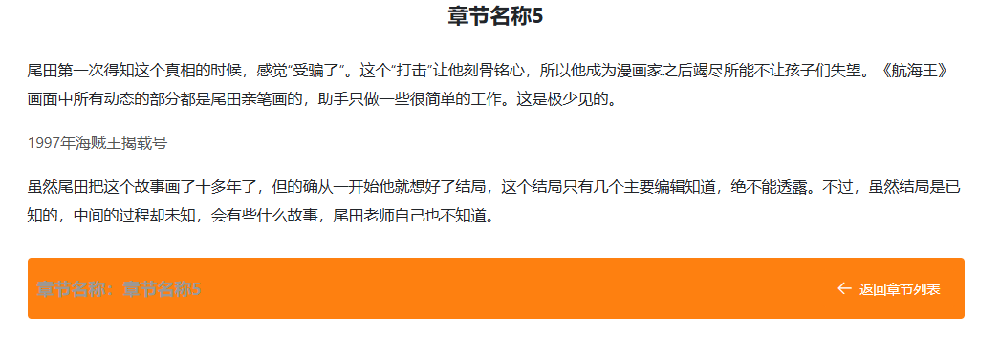 章节名称5
尾田第一次得知这个真相的时候，感觉“受骗了”。这个“打击”让他刻骨铭心，所以他成为漫画家之后竭尽所能不让孩子们失望。《航海王》
画面中所有动态的部分都是尾田亲笔画的，助手只做一些很简单的工作。这是极少见的。
1997年海贼王揭载号
虽然尾田把这个故事画了十多年了，但的确从一开始他就想好了结局，这个结局只有几个主要编辑知道，绝不能透露。不过，虽然结局是已
知的，中间的过程却未知，会有些什么故事，尾田老师自己也不知道。
章节名称：章节名称5
← 返回章节列表